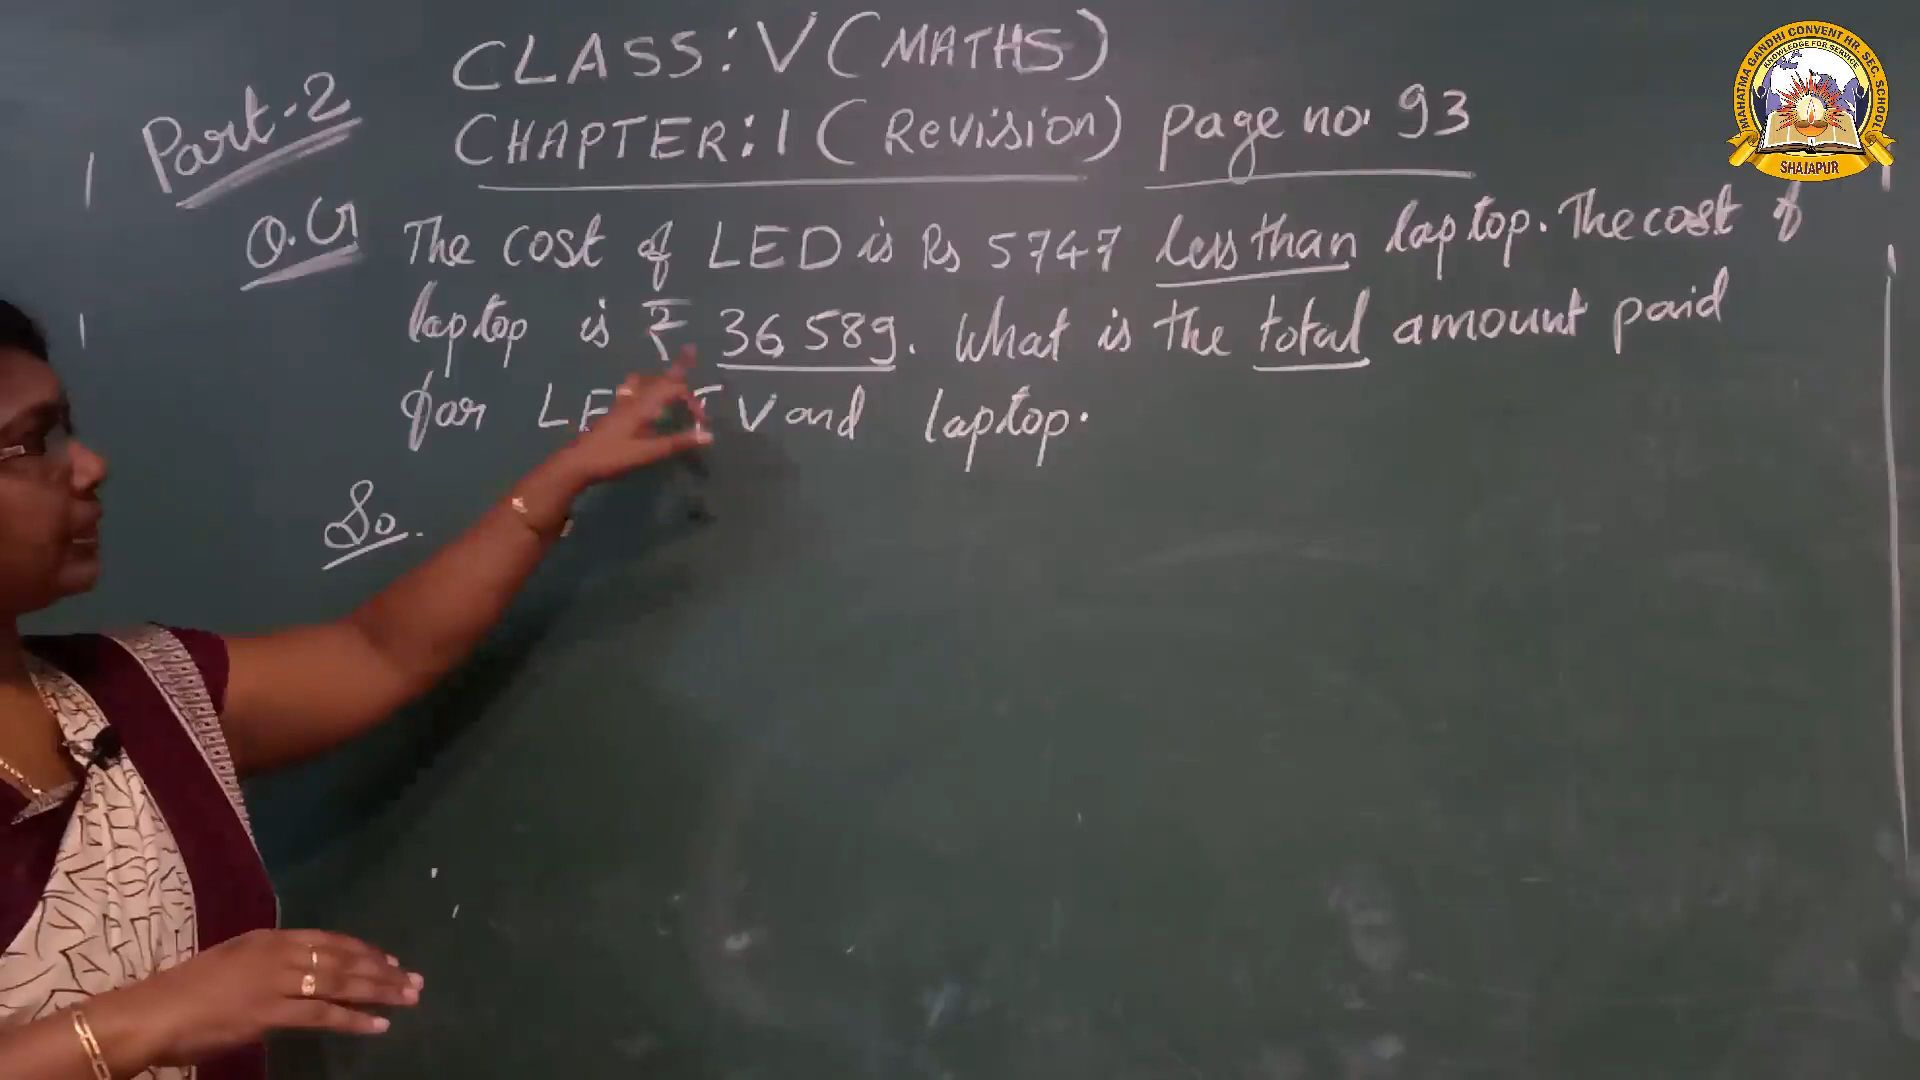 CLASS: V (MATHS)
Part-2
CHAPTER: 1 (Revision) page no. 93
The cost of LED is Rs 5747 less than laptop. The cost of
laptop is ₹ 36589. What is the total amount paid
for LED TV and laptop.
So.
MAHATMA GANDHI CONVENT HR. SEC. SCHOOL
KNOWLEDGE FOR SERVICE
SHAJAPUR